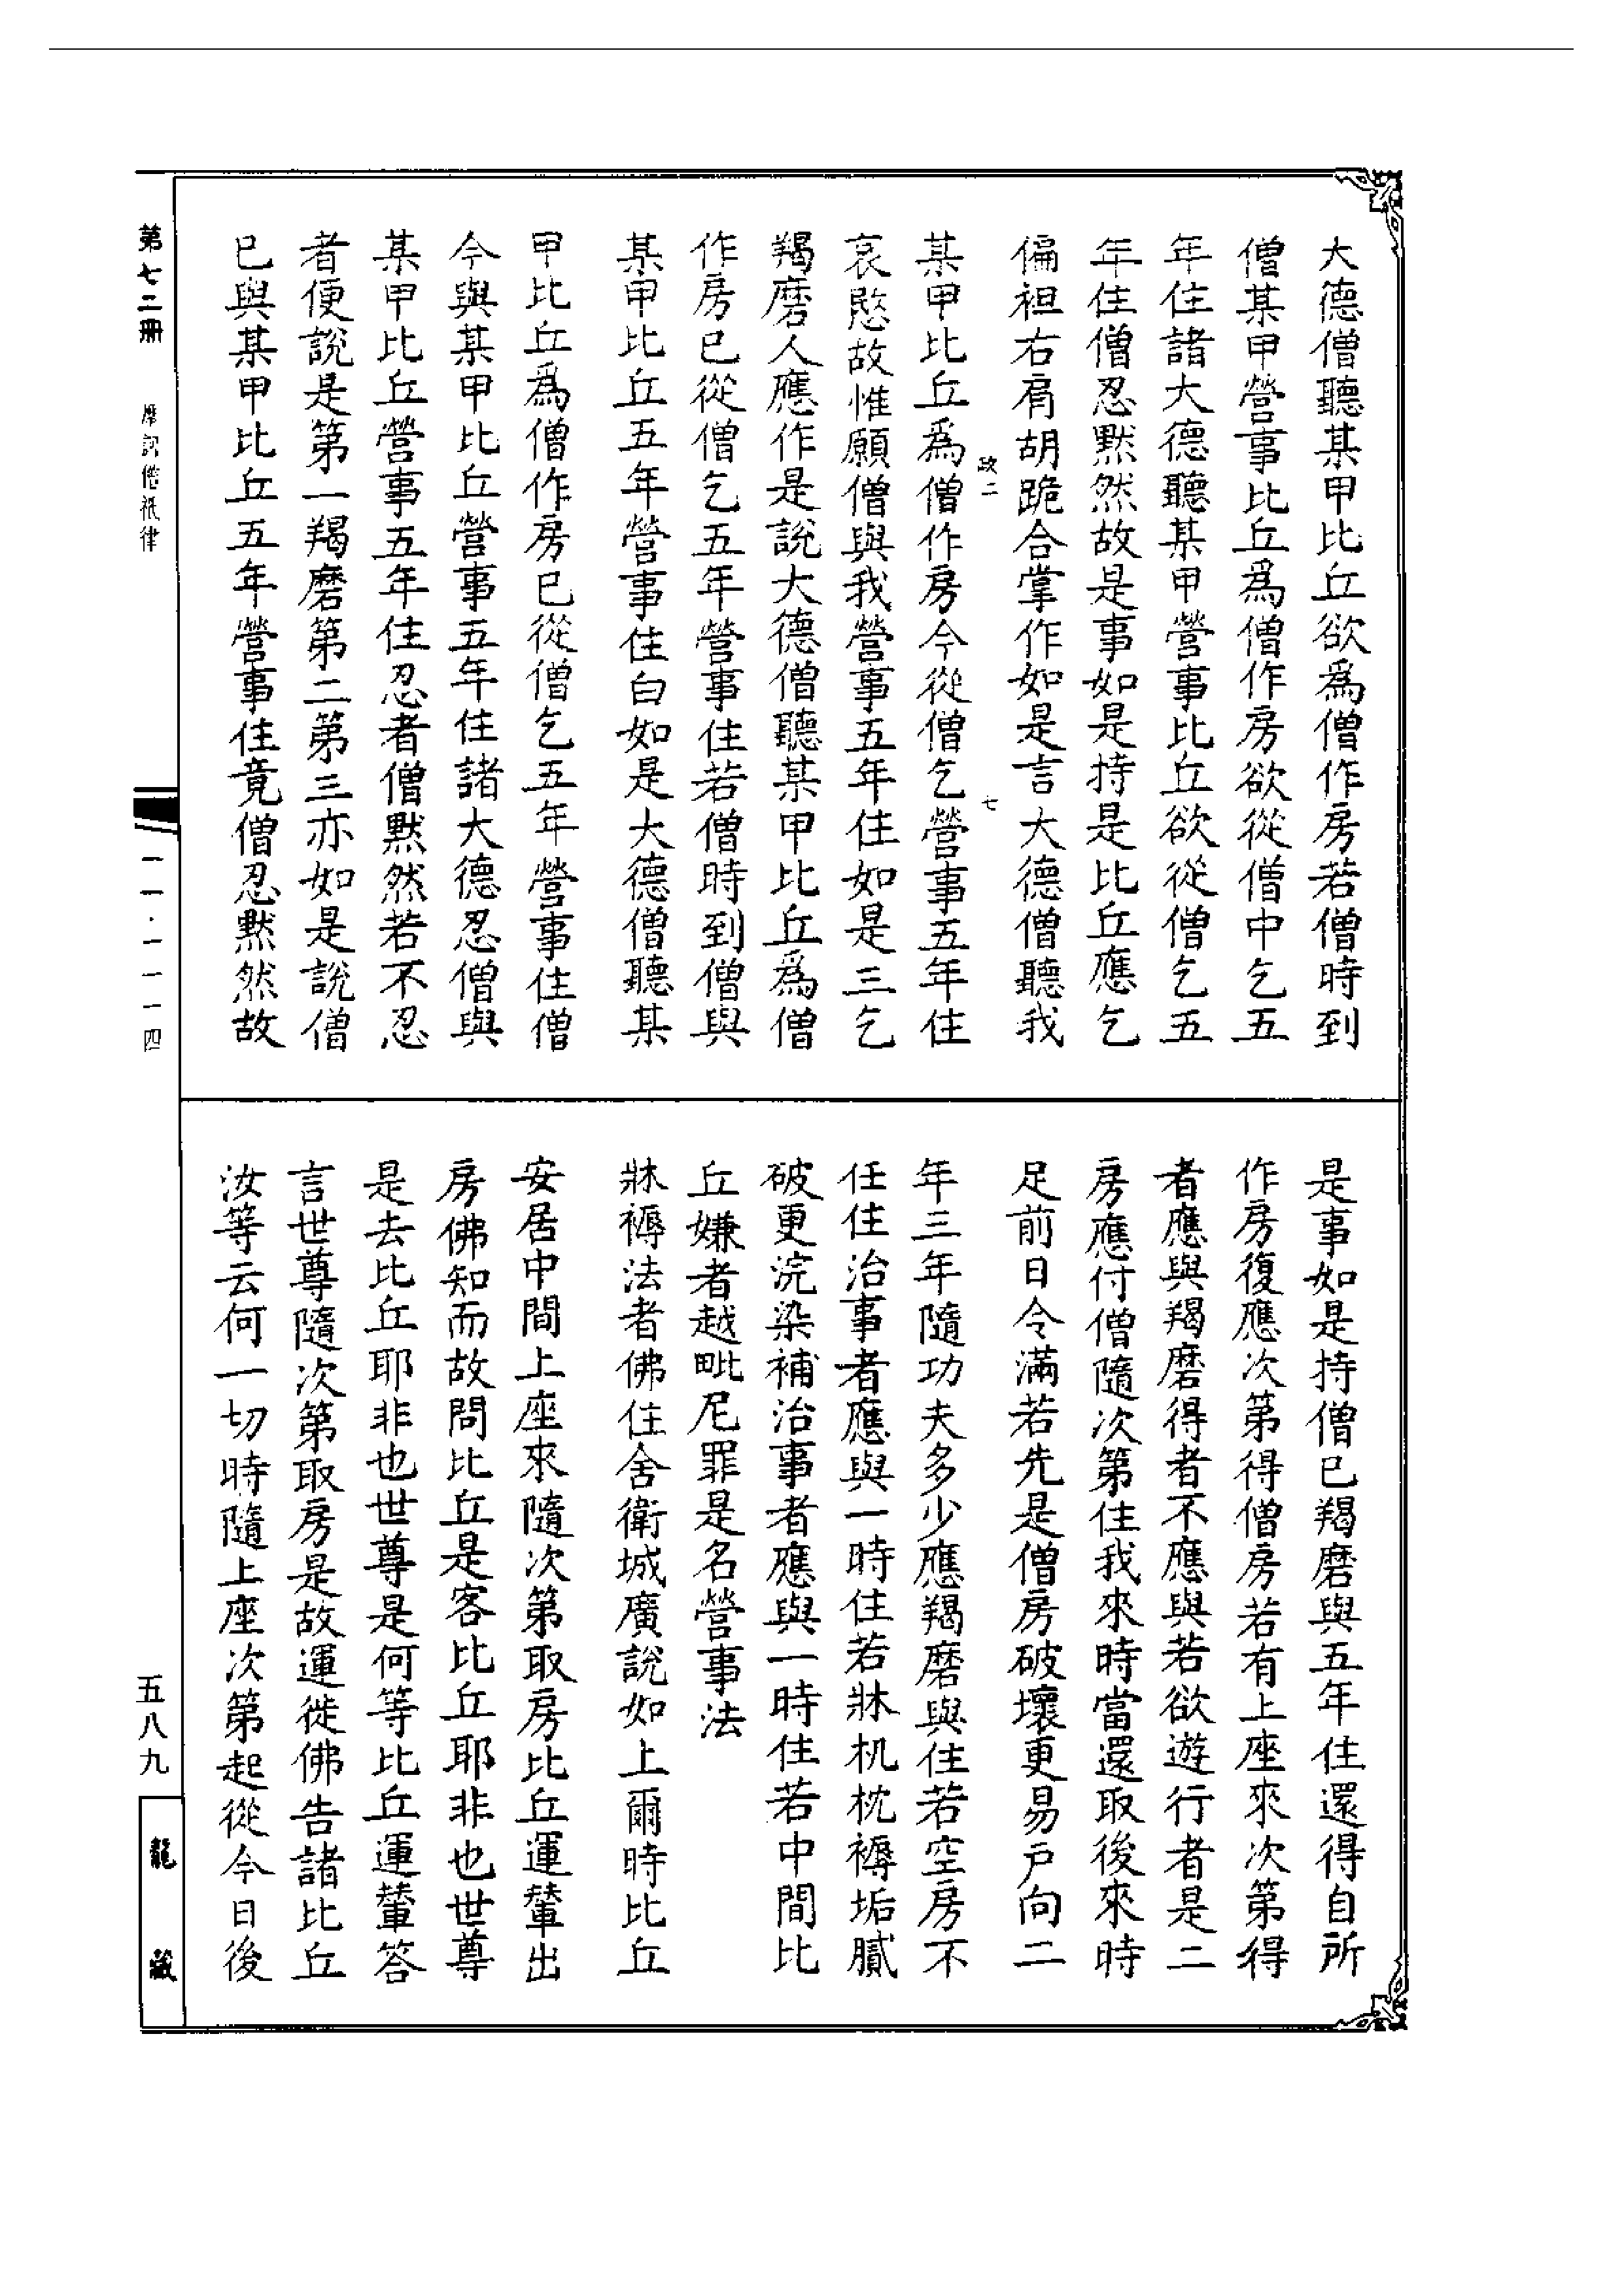 大德僧聽某甲比丘欲爲僧作房若僧時到
僧某甲營事比丘爲僧作房欲從僧中乞五
年住諸大德聽某甲營事比丘欲從僧乞五
年住僧忍默然故是事如是持是比丘應乞
偏袒右肩胡跪合掌作如是言大德僧聽我
政二
七
某甲比丘爲僧作房今從僧乞營事五年住
哀愍故惟願僧與我營事五年住如是三乞
羯磨人應作是說大德僧聽某甲比丘爲僧
作房已從僧乞五年營事住若僧時到僧與
某甲比丘五年營事住白如是大德僧聽某
甲比丘爲僧作房已從僧乞五年營事住僧
今與某甲比丘營事五年住諸大德忍僧與
某甲比丘營事五年住忍者僧默然若不忍
者便說是第一羯磨第二第三亦如是說僧
已與某甲比丘五年營事住竟僧忍默然故
是事如是持僧已羯磨與五年住還得自所
作房復應次第得僧房若有上座來次第得
者應與羯磨得者不應與若欲遊行者是二
房應付僧隨次第住我來時當還取後來時
足前日令滿若先是僧房破壞更易戶向二
年三年隨功夫多少應羯磨與住若空房不
任住治事者應與一時住若牀机枕褥垢膩
破更浣染補治事者應與一時住若中間比
丘嫌者越毗尼罪是名營事法
牀褥法者佛住舍衛城廣說如上爾時比丘
安居中間上座來隨次第取房比丘運輦出
房佛知而故問比丘是客比丘耶非也世尊
是去比丘耶非也世尊是何等比丘運輦答
言世尊隨次第取房是故運徙佛告諸比丘
汝等云何一切時隨上座次第起從今日後
第七二冊
摩訶僧祇律
一一·一一一四
五八九
龍藏